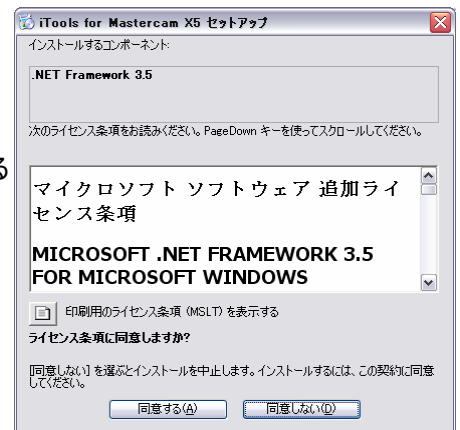 iTools for Mastercam X5 セットアップ
インストールするコンポーネント:
.NET Framework 3.5
次のライセンス条項をお読みください。PageDown キーを使ってスクロールしてください。
る
マイクロソフト ソフトウェア 追加ライ
センス条項
MICROSOFT .NET FRAMEWORK 3.5
FOR MICROSOFT WINDOWS
印刷用のライセンス条項 (MSLT) を表示する
ライセンス条項に同意しますか?
[同意しない] を選ぶとインストールを中止します。インストールするには、この契約に同意
してください。
同意する(A) 同意しない(D)